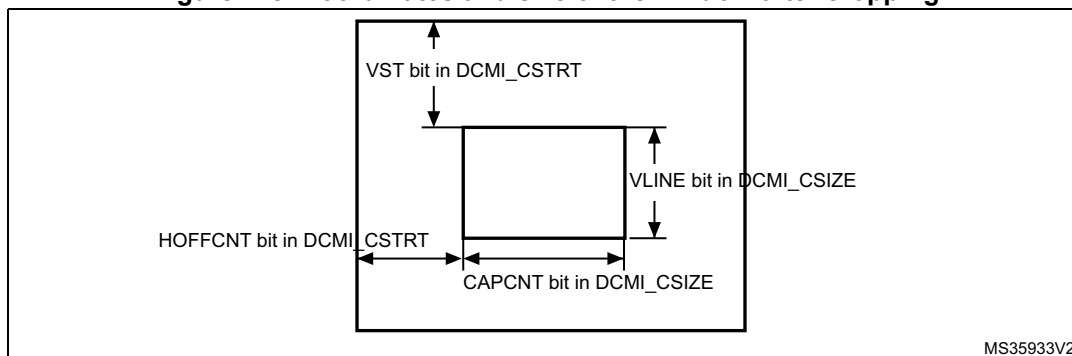 VST bit in DCMI_CSTRT
VLINE bit in DCMI_CSIZE
HOFFCNT bit in DCMI_CSTRT
CAPCNT bit in DCMI_CSIZE
MS35933V2